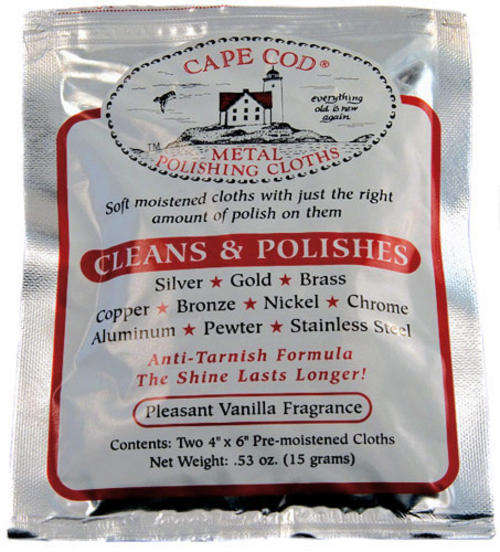 CAPE COD®
everything
old is new
again.
™
METAL
POLISHING CLOTHS
Soft moistened cloths with just the right
amount of polish on them
CLEANS & POLISHES
Silver ★ Gold ★ Brass
Copper ★ Bronze ★ Nickel ★ Chrome
Aluminum ★ Pewter ★ Stainless Steel
Anti-Tarnish Formula
The Shine Lasts Longer!
Pleasant Vanilla Fragrance
Contents: Two 4" x 6" Pre-moistened Cloths
Net Weight: .53 oz. (15 grams)